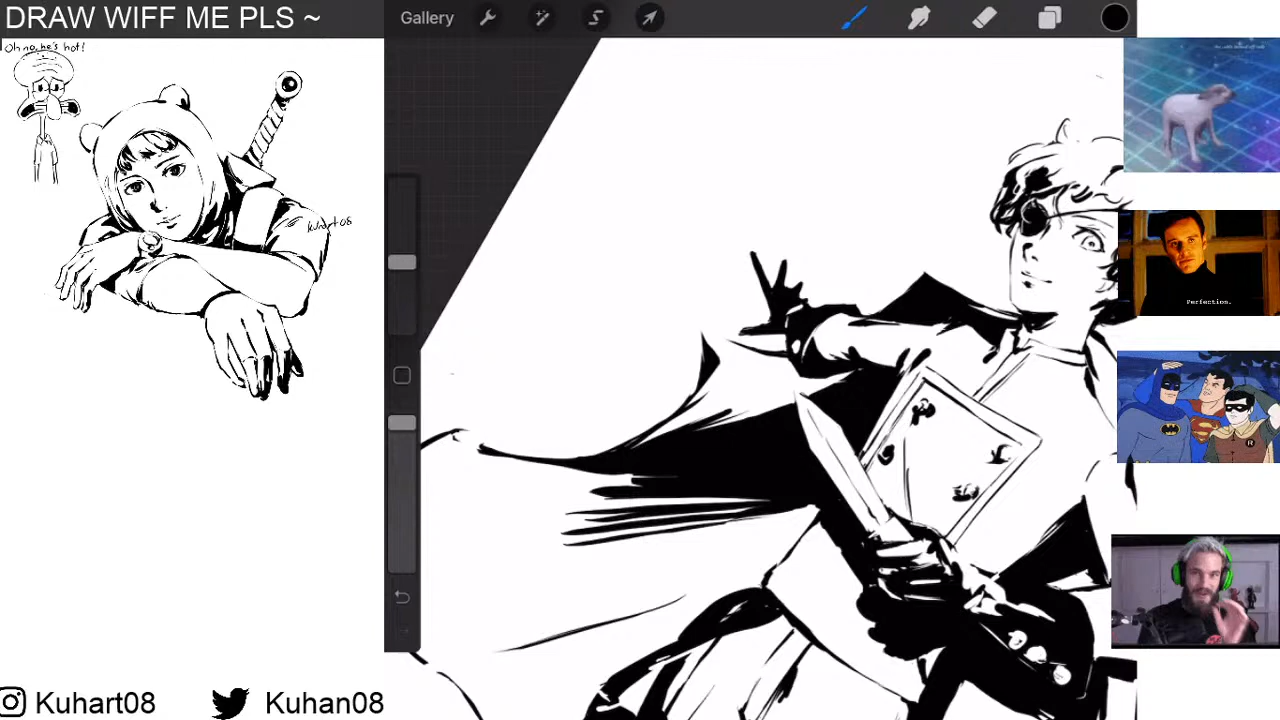 DRAW WIFF ME PLS ~
Gallery
Oh no, he's hot!
Kuhart08
Perfection.
Kuhart08
Kuhan08